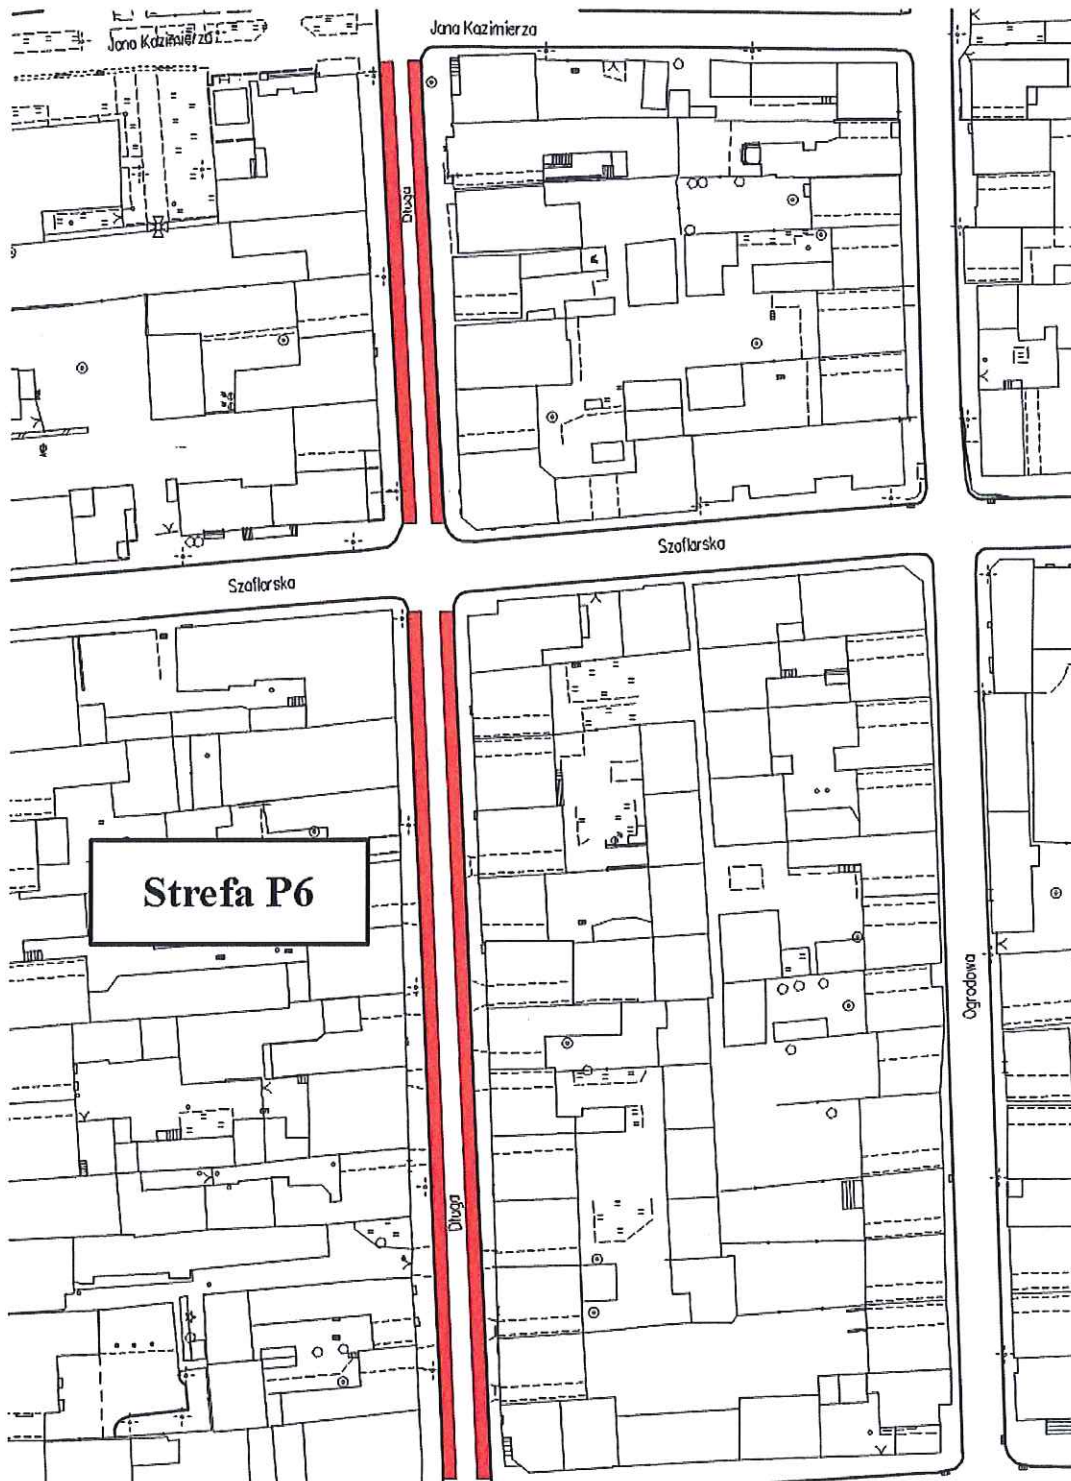 Jana Kazimierza
Jana Kazimierza
Długa
Szaflarska
Szaflarska
Strefa P6
Ogrodowa
Długa